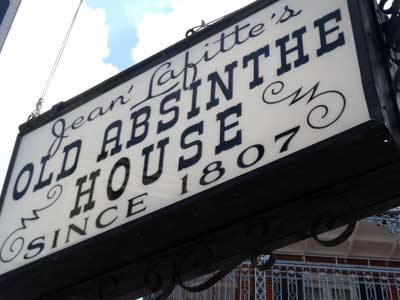 Jean Lafitte's
OLD ABSINTHE
HOUSE
SINCE 1807